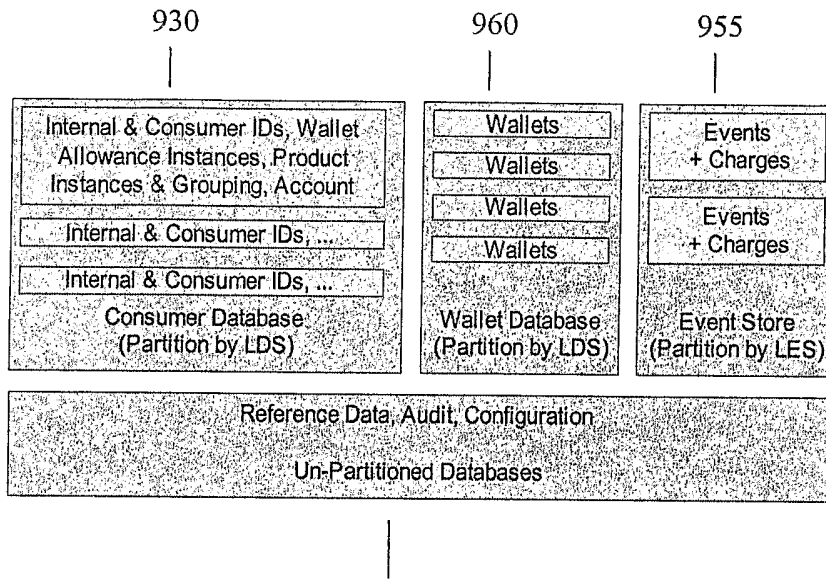 930
960
955
Internal & Consumer IDs, Wallet
Allowance Instances, Product
Instances & Grouping, Account
Internal & Consumer IDs, ...
Internal & Consumer IDs, ...
Consumer Database
(Partition by LDS)
Wallets
Wallets
Wallets
Wallets
Wallet Database
(Partition by LDS)
Events
+ Charges
Events
+ Charges
Event Store
(Partition by LES)
Reference Data, Audit, Configuration
Un-Partitioned Databases